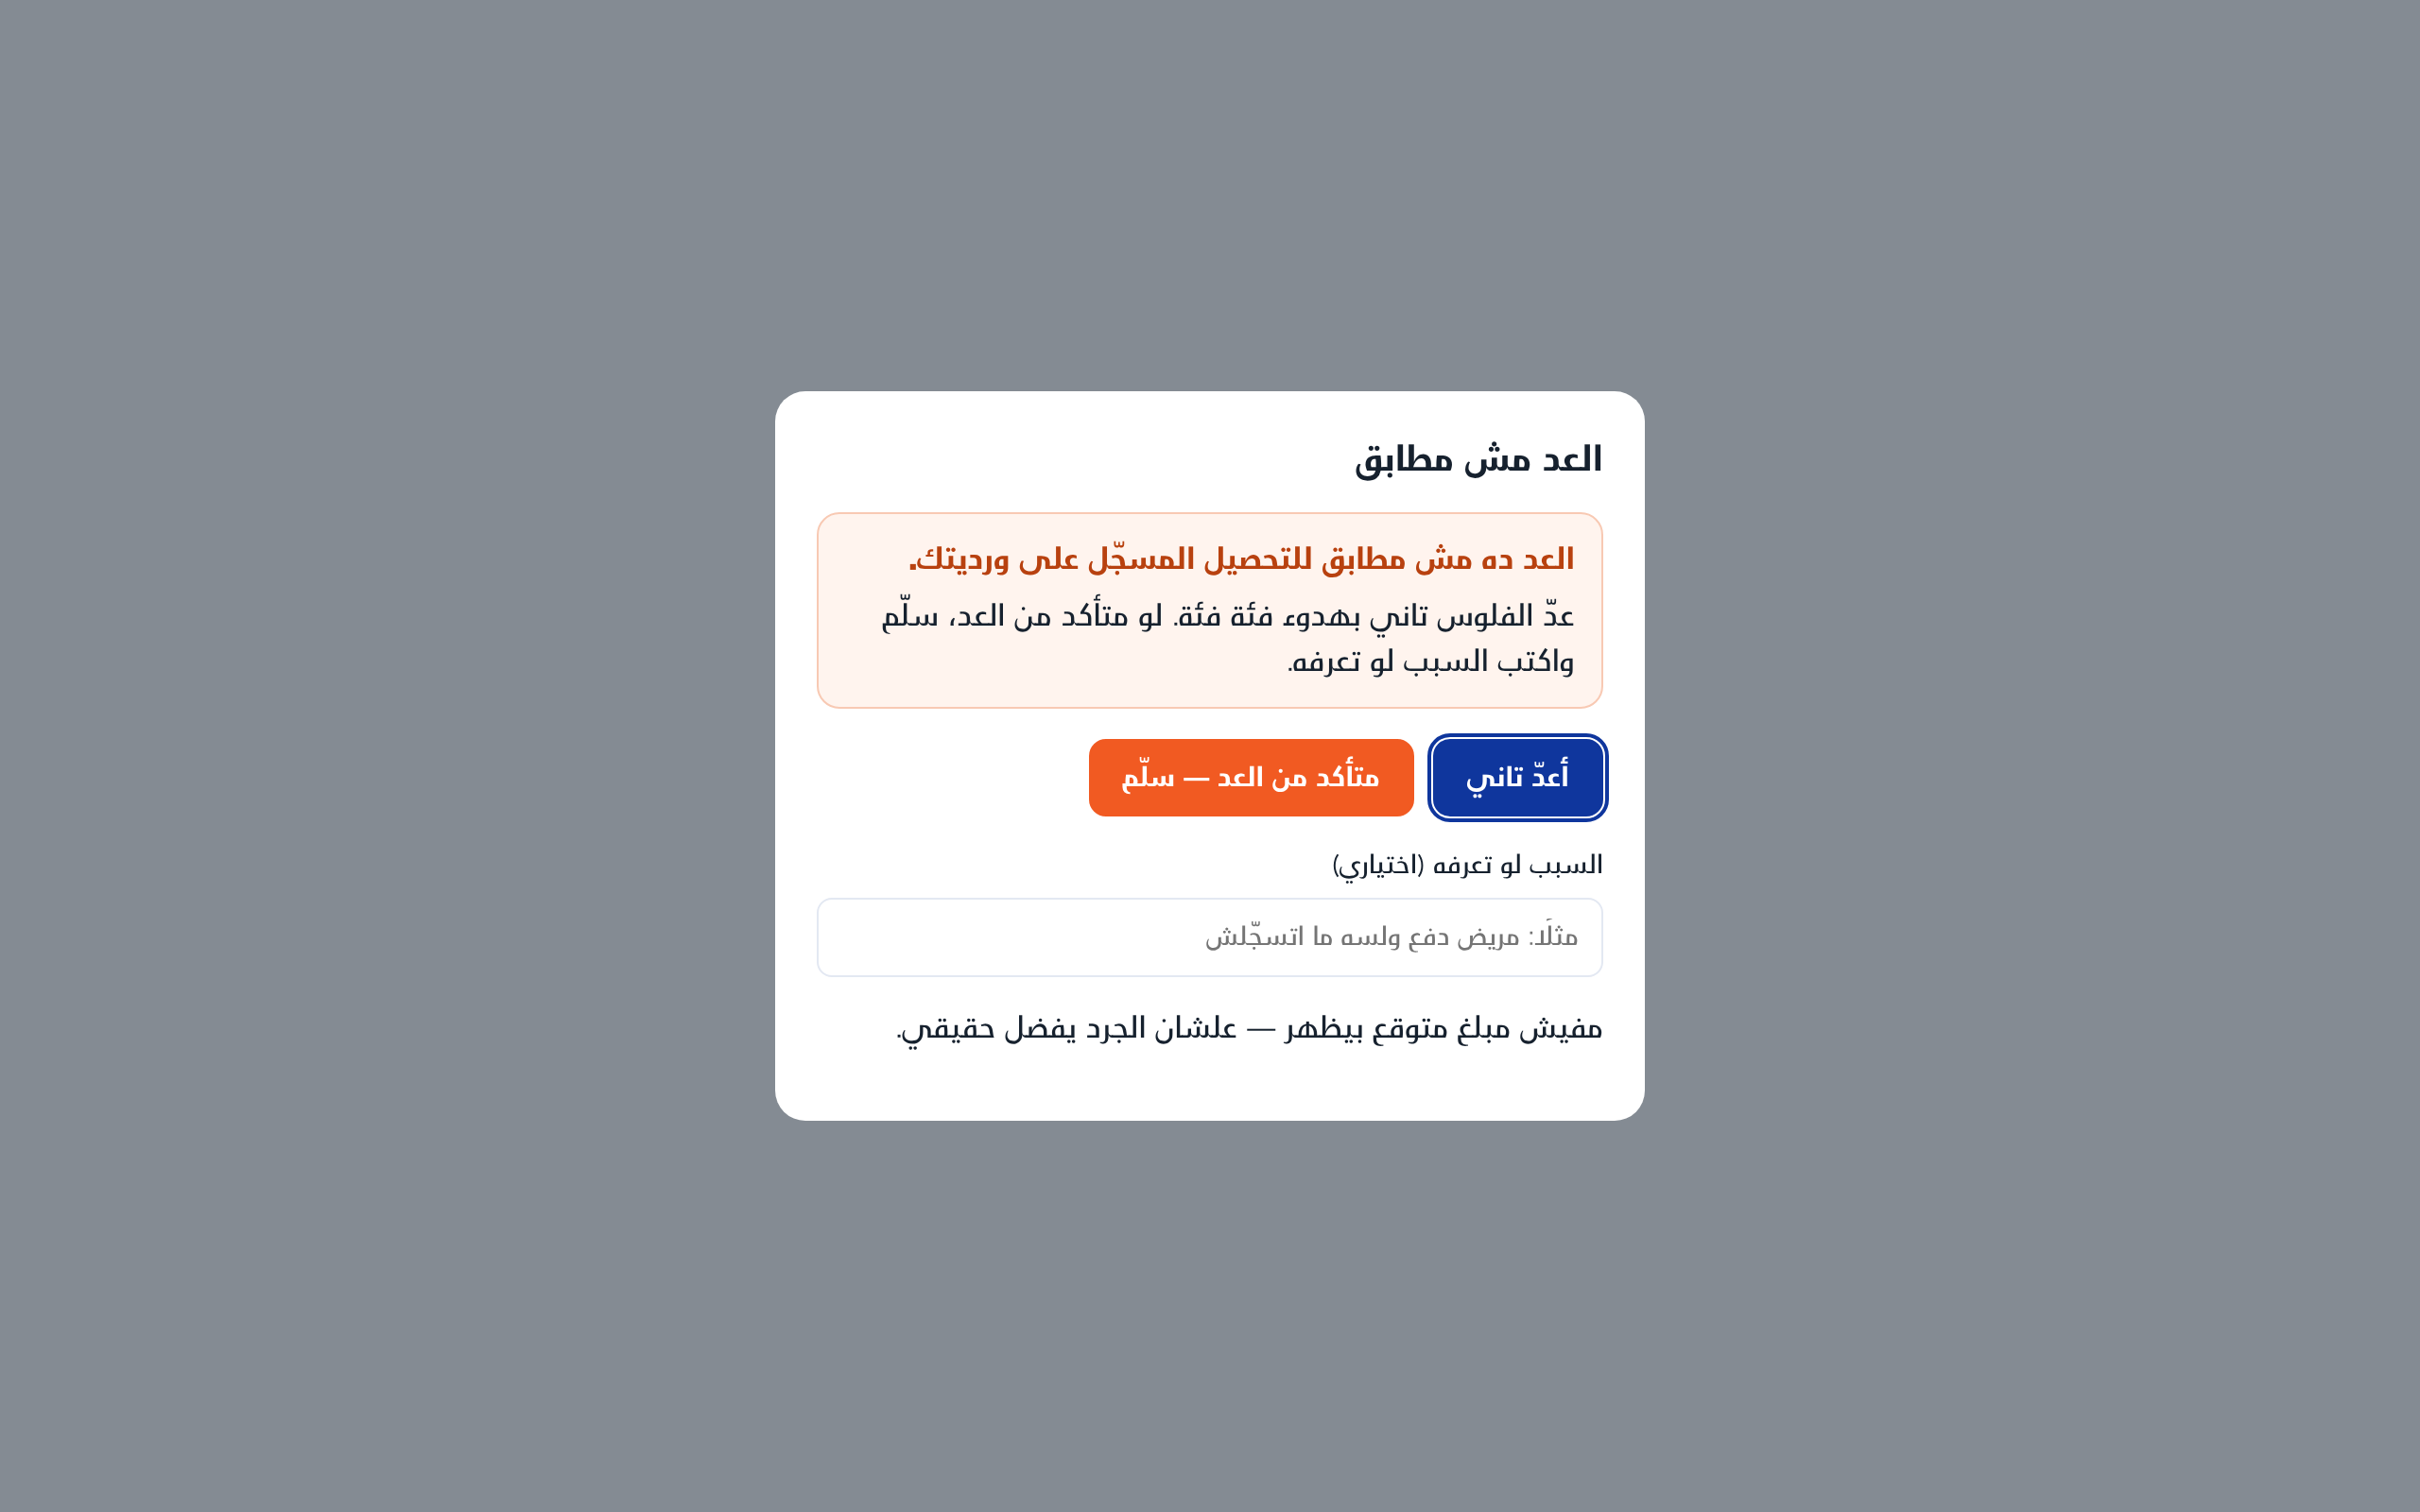 العد مش مطابق
العد ده مش مطابق للتحصيل المسجّل على ورديتك.
عدّ الفلوس تاني بهدوء فئة فئة. لو متأكد من العد، سلّم
واكتب السبب لو تعرفه.
أعدّ تاني
متأكد من العد — سلّم
السبب لو تعرفه (اختياري)
مثلًا: مريض دفع ولسه ما اتسجّلش
مفيش مبلغ متوقع بيظهر — علشان الجرد يفضل حقيقي.